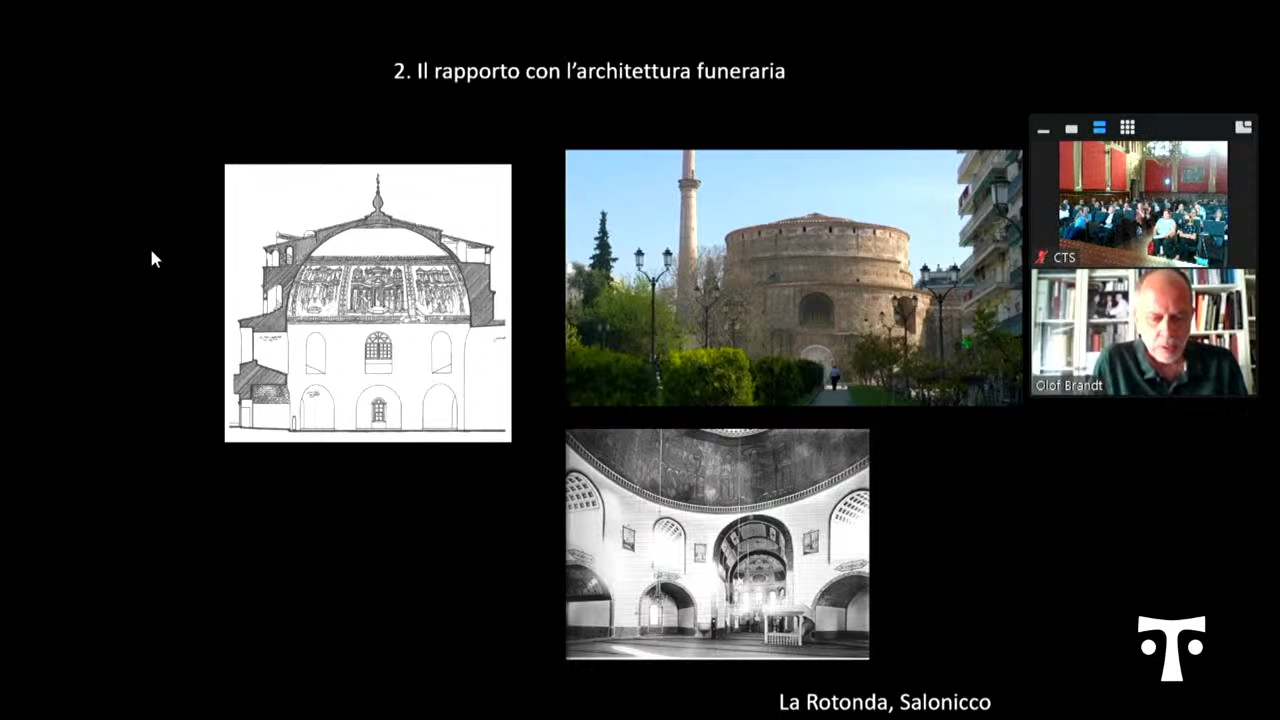 2. Il rapporto con l'architettura funeraria
CTS
Olof Brandt
La Rotonda, Salonicco